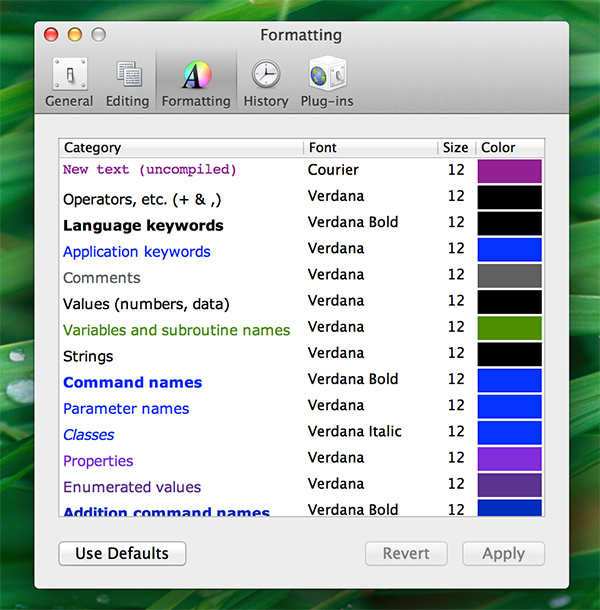 Formatting
General Editing Formatting History Plug-ins
Category Font Size Color
New text (uncompiled) Courier 12
Operators, etc. (+ & ,) Verdana 12
Language keywords Verdana Bold 12
Application keywords Verdana 12
Comments Verdana 12
Values (numbers, data) Verdana 12
Variables and subroutine names Verdana 12
Strings Verdana 12
Command names Verdana Bold 12
Parameter names Verdana 12
Classes Verdana Italic 12
Properties Verdana 12
Enumerated values Verdana 12
Addition command names Verdana Bold 12
Use Defaults Revert Apply